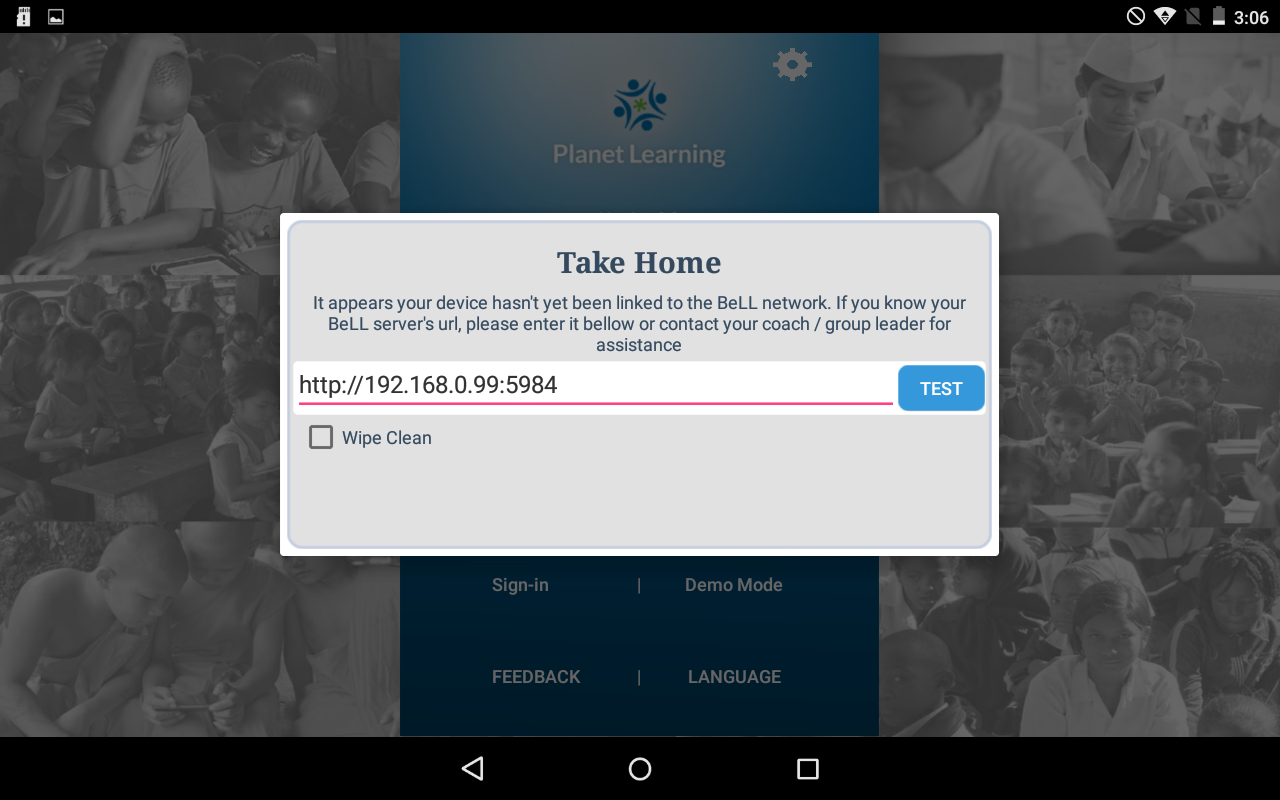 3:06
Planet Learning
Take Home
It appears your device hasn't yet been linked to the BeLL network. If you know your
BeLL server's url, please enter it bellow or contact your coach / group leader for
assistance
http://192.168.0.99:5984
TEST
Wipe Clean
Sign-in | Demo Mode
FEEDBACK | LANGUAGE